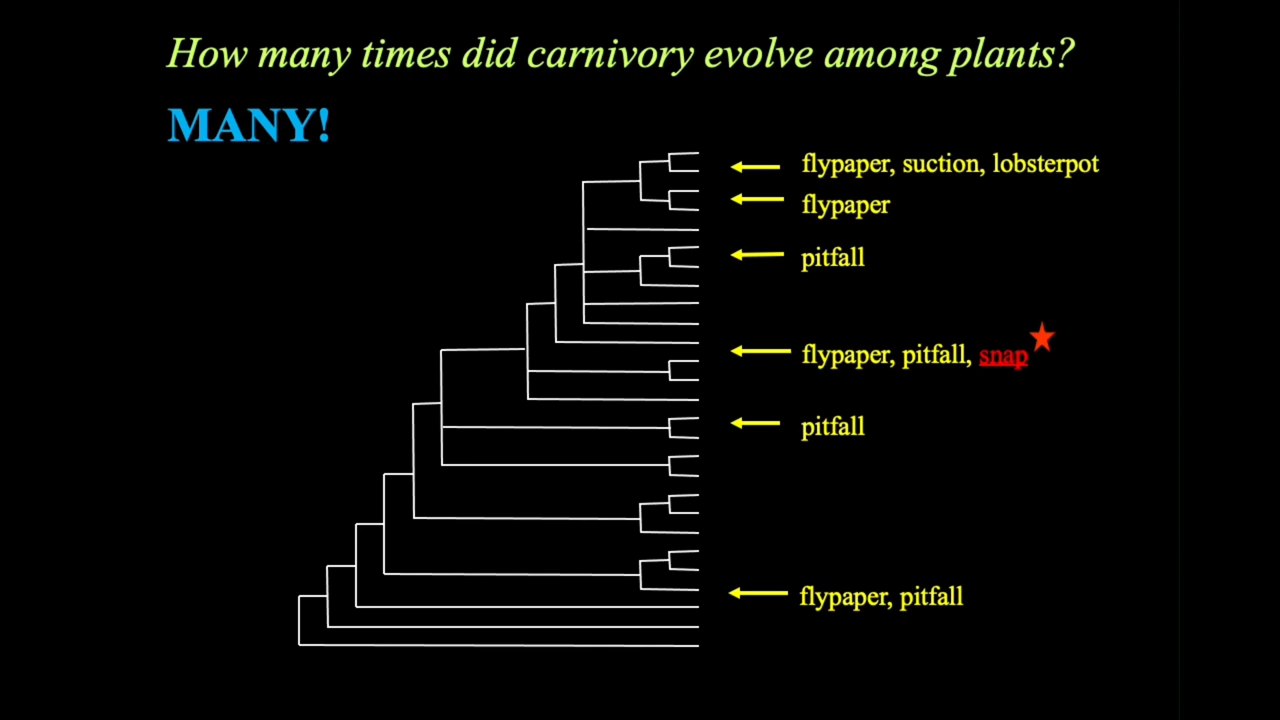 How many times did carnivory evolve among plants?
MANY!
flypaper, suction, lobsterpot
flypaper
pitfall
flypaper, pitfall, snap
pitfall
flypaper, pitfall